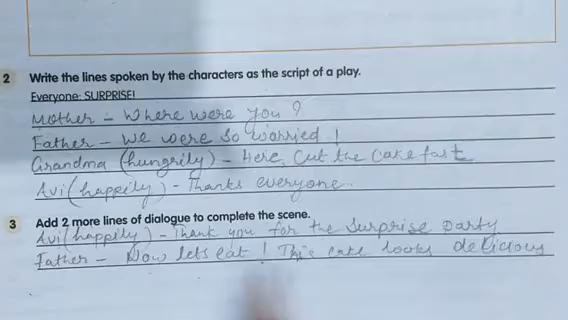 2 Write the lines spoken by the characters as the script of a play.
Everyone: SURPRISE!
Mother - Where were you ?
Father - We were so worried !
Grandma (hungrily) - Here, Cut the cake fast
Avi (happily) - Thanks everyone.
3 Add 2 more lines of dialogue to complete the scene.
Avi (happily) - Thank you for the Surprise Party
Father - Now lets eat ! This cake looks delicious